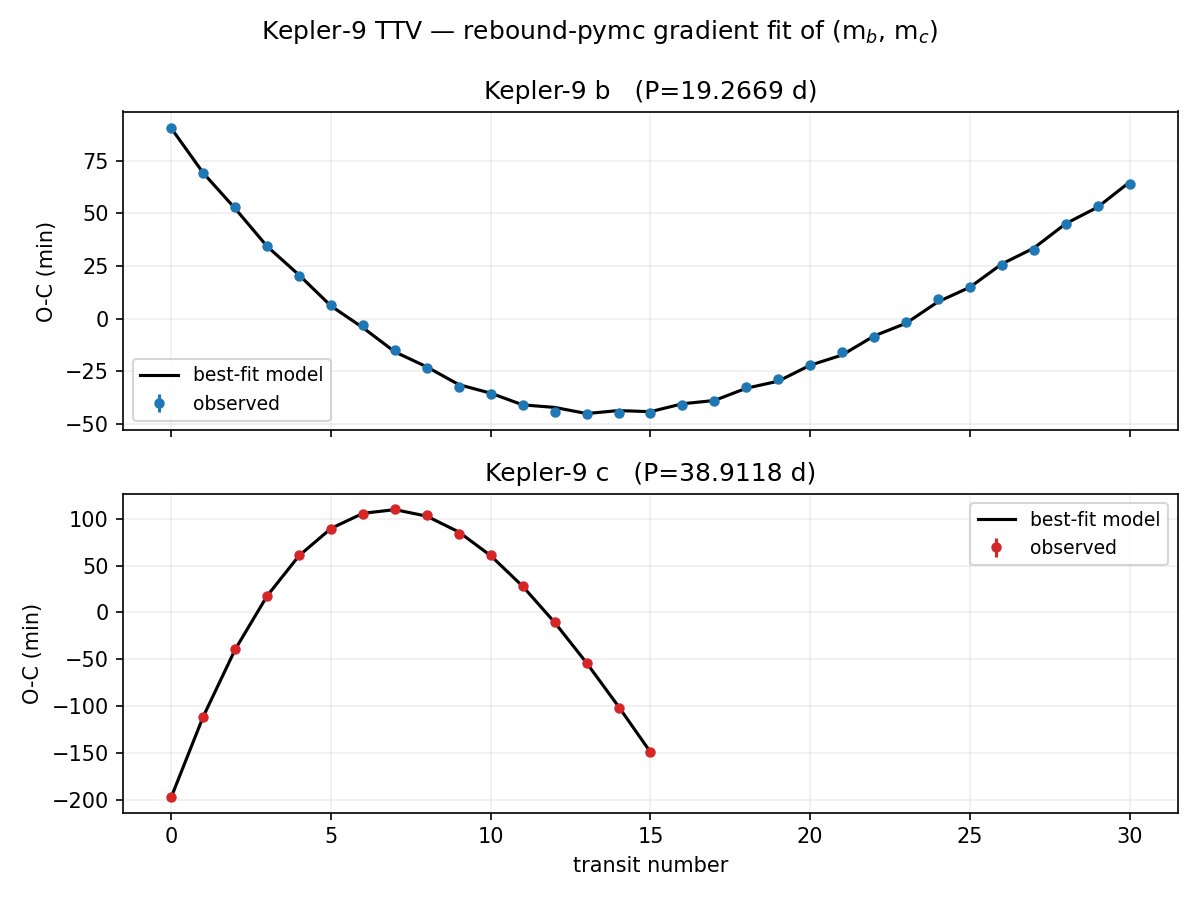 Kepler-9 TTV — rebound-pymc gradient fit of (m_b, m_c)
Kepler-9 b (P=19.2669 d)
75
50
25
0
−25
−50
O-C (min)
best-fit model
observed
Kepler-9 c (P=38.9118 d)
100
50
0
−50
−100
−150
−200
O-C (min)
best-fit model
observed
0 5 10 15 20 25 30
transit number